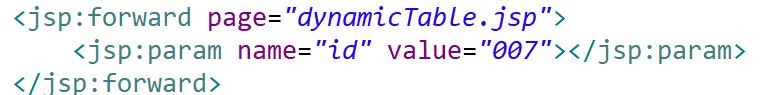 <jsp:forward page="dynamicTable.jsp">
    <jsp:param name="id" value="007"></jsp:param>
</jsp:forward>